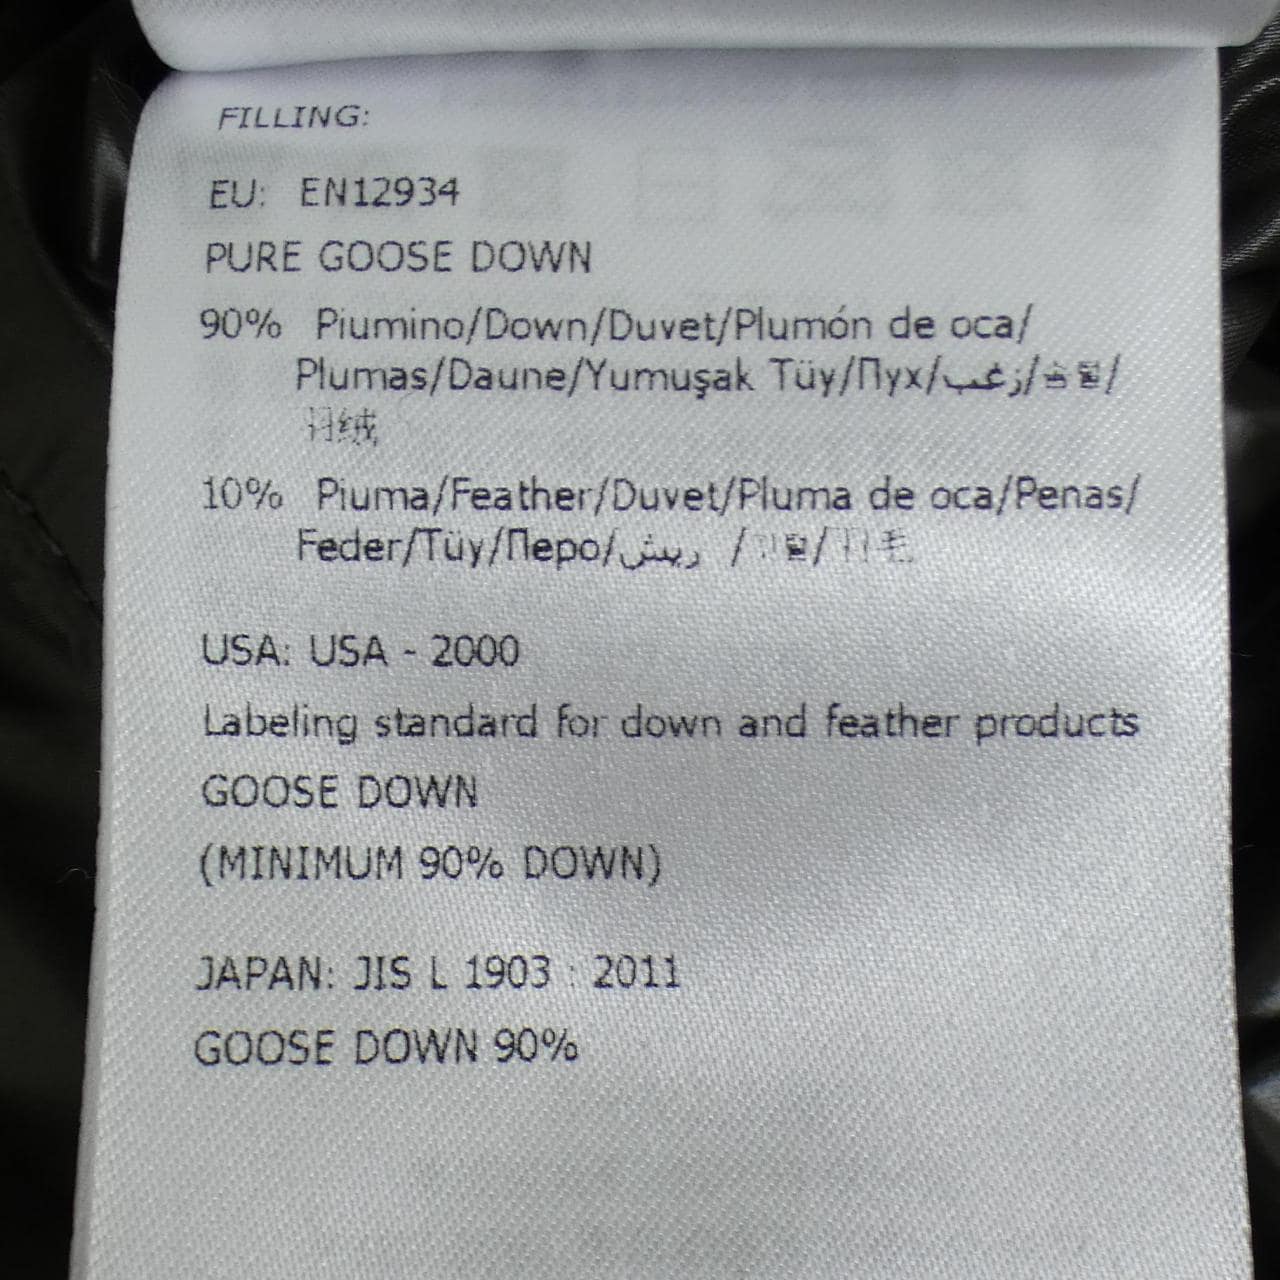 FILLING:
EU: EN12934
PURE GOOSE DOWN
90% Piumino/Down/Duvet/Plumón de oca/
Plumas/Daune/Yumuşak Tüy/Пух/زغب/
羽绒
10% Piuma/Feather/Duvet/Pluma de oca/Penas/
Feder/Tüy/Перо/ريش / /羽毛
USA: USA - 2000
Labeling standard for down and feather products
GOOSE DOWN
(MINIMUM 90% DOWN)
JAPAN: JIS L 1903 : 2011
GOOSE DOWN 90%